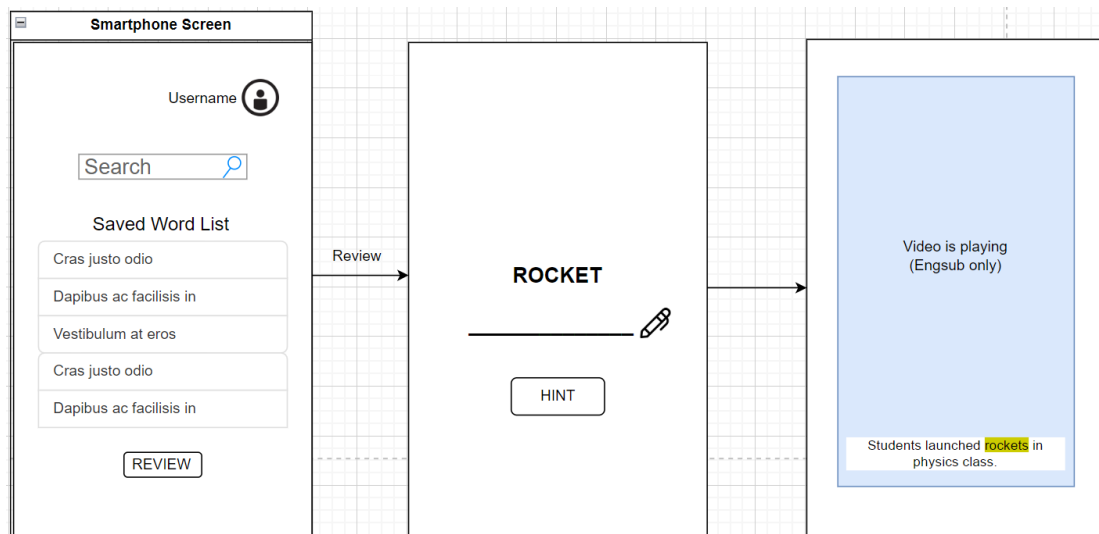 Smartphone Screen
Username
Search
Saved Word List
Cras justo odio
Dapibus ac facilisis in
Vestibulum at eros
Cras justo odio
Dapibus ac facilisis in
REVIEW
Review
ROCKET
HINT
Video is playing
(Engsub only)
Students launched rockets in
physics class.